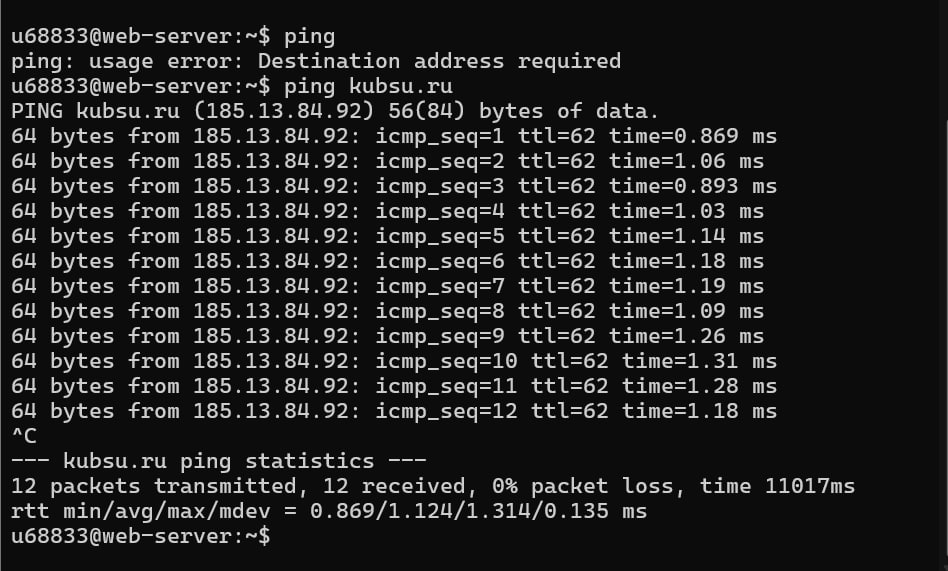 u68833@web-server:~$ ping
ping: usage error: Destination address required
u68833@web-server:~$ ping kubsu.ru
PING kubsu.ru (185.13.84.92) 56(84) bytes of data.
64 bytes from 185.13.84.92: icmp_seq=1 ttl=62 time=0.869 ms
64 bytes from 185.13.84.92: icmp_seq=2 ttl=62 time=1.06 ms
64 bytes from 185.13.84.92: icmp_seq=3 ttl=62 time=0.893 ms
64 bytes from 185.13.84.92: icmp_seq=4 ttl=62 time=1.03 ms
64 bytes from 185.13.84.92: icmp_seq=5 ttl=62 time=1.14 ms
64 bytes from 185.13.84.92: icmp_seq=6 ttl=62 time=1.18 ms
64 bytes from 185.13.84.92: icmp_seq=7 ttl=62 time=1.19 ms
64 bytes from 185.13.84.92: icmp_seq=8 ttl=62 time=1.09 ms
64 bytes from 185.13.84.92: icmp_seq=9 ttl=62 time=1.26 ms
64 bytes from 185.13.84.92: icmp_seq=10 ttl=62 time=1.31 ms
64 bytes from 185.13.84.92: icmp_seq=11 ttl=62 time=1.28 ms
64 bytes from 185.13.84.92: icmp_seq=12 ttl=62 time=1.18 ms
^C
--- kubsu.ru ping statistics ---
12 packets transmitted, 12 received, 0% packet loss, time 11017ms
rtt min/avg/max/mdev = 0.869/1.124/1.314/0.135 ms
u68833@web-server:~$